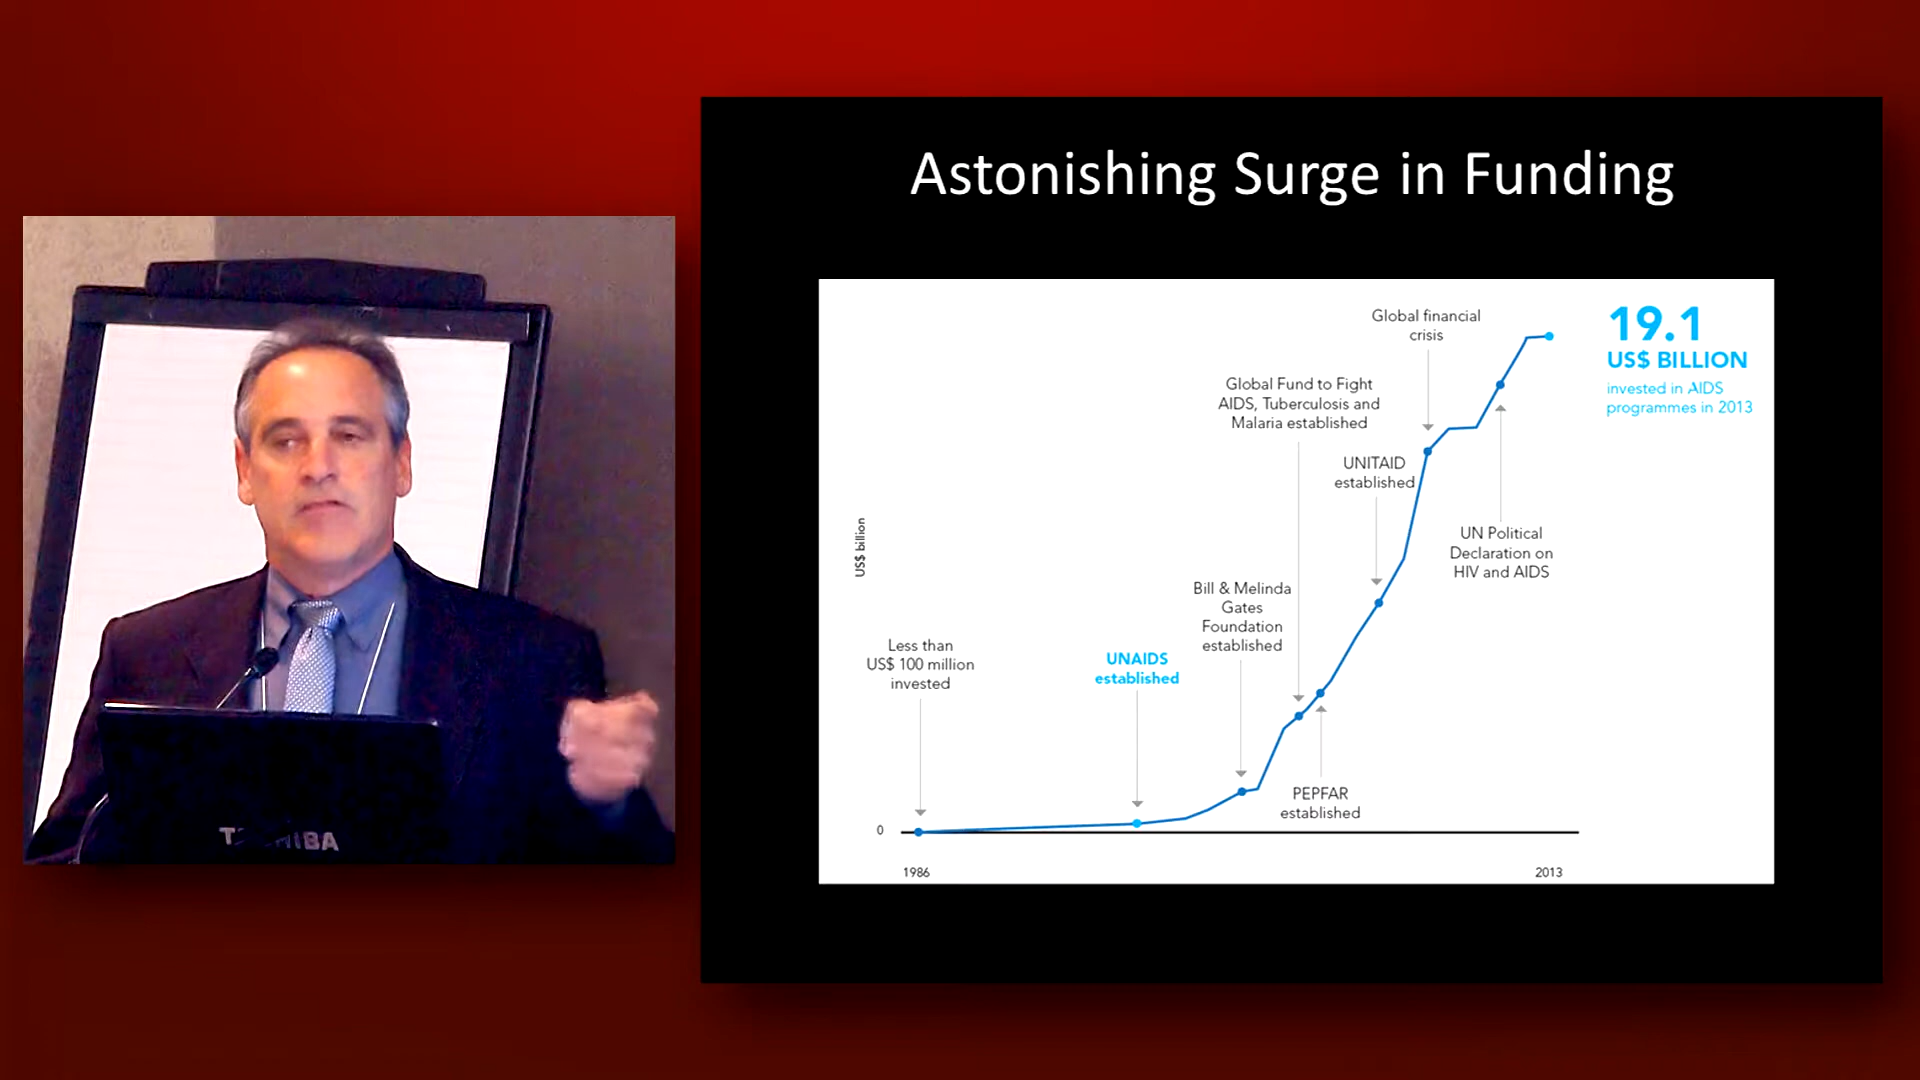 Astonishing Surge in Funding
19.1
US$ BILLION
invested in AIDS
programmes in 2013
Global financial
crisis
Global Fund to Fight
AIDS, Tuberculosis and
Malaria established
UNITAID
established
UN Political
Declaration on
HIV and AIDS
US$ billion
Bill & Melinda
Gates
Foundation
established
Less than
US$ 100 million
invested
UNAIDS
established
PEPFAR
established
0
1986
2013
TOSHIBA